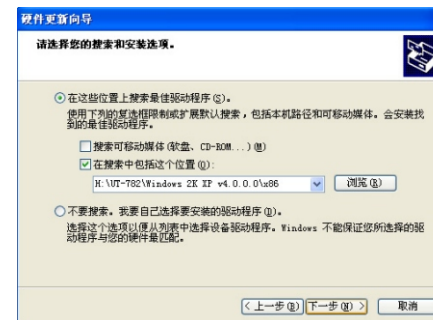 硬件更新向导
请选择您的搜索和安装选项。
在这些位置上搜索最佳驱动程序(S)。
使用下列的复选框限制或扩展默认搜索，包括本机路径和可移动媒体。会安装找
到的最佳驱动程序。
搜索可移动媒体(软盘、CD-ROM...)(M)
在搜索中包括这个位置(O):
H:\UT-782\Windows 2K XP v4.0.0.0\x86
浏览(R)
不要搜索。我要自己选择要安装的驱动程序(D)。
选择这个选项以便从列表中选择设备驱动程序。Windows 不能保证您所选择的驱
动程序与您的硬件是匹配。
<上一步(B) 下一步(N)> 取消